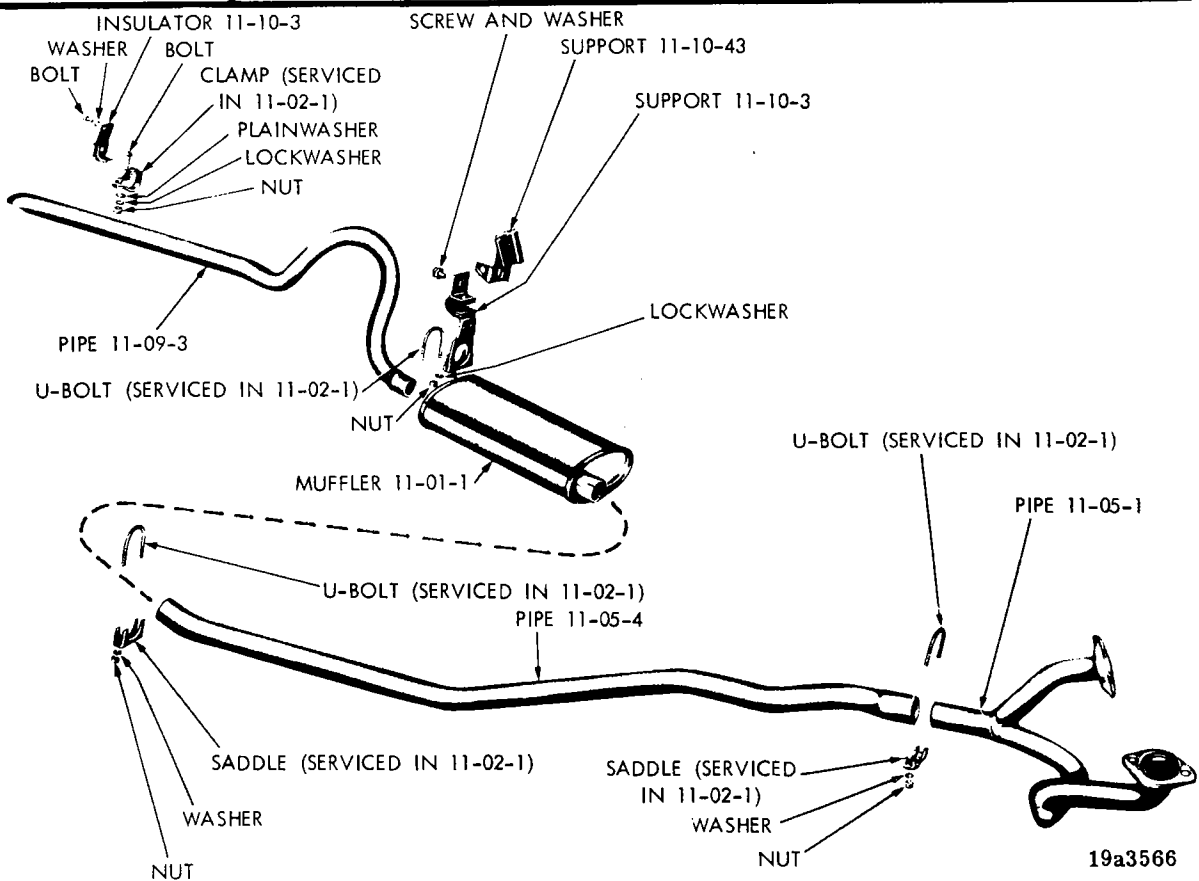 INSULATOR 11-10-3
WASHER
BOLT
BOLT
CLAMP (SERVICED
IN 11-02-1)
PLAINWASHER
LOCKWASHER
NUT
SCREW AND WASHER
SUPPORT 11-10-43
SUPPORT 11-10-3
LOCKWASHER
PIPE 11-09-3
U-BOLT (SERVICED IN 11-02-1)
NUT
MUFFLER 11-01-1
U-BOLT (SERVICED IN 11-02-1)
PIPE 11-05-1
U-BOLT (SERVICED IN 11-02-1)
PIPE 11-05-4
SADDLE (SERVICED IN 11-02-1)
WASHER
NUT
SADDLE (SERVICED
IN 11-02-1)
WASHER
NUT
19a3566